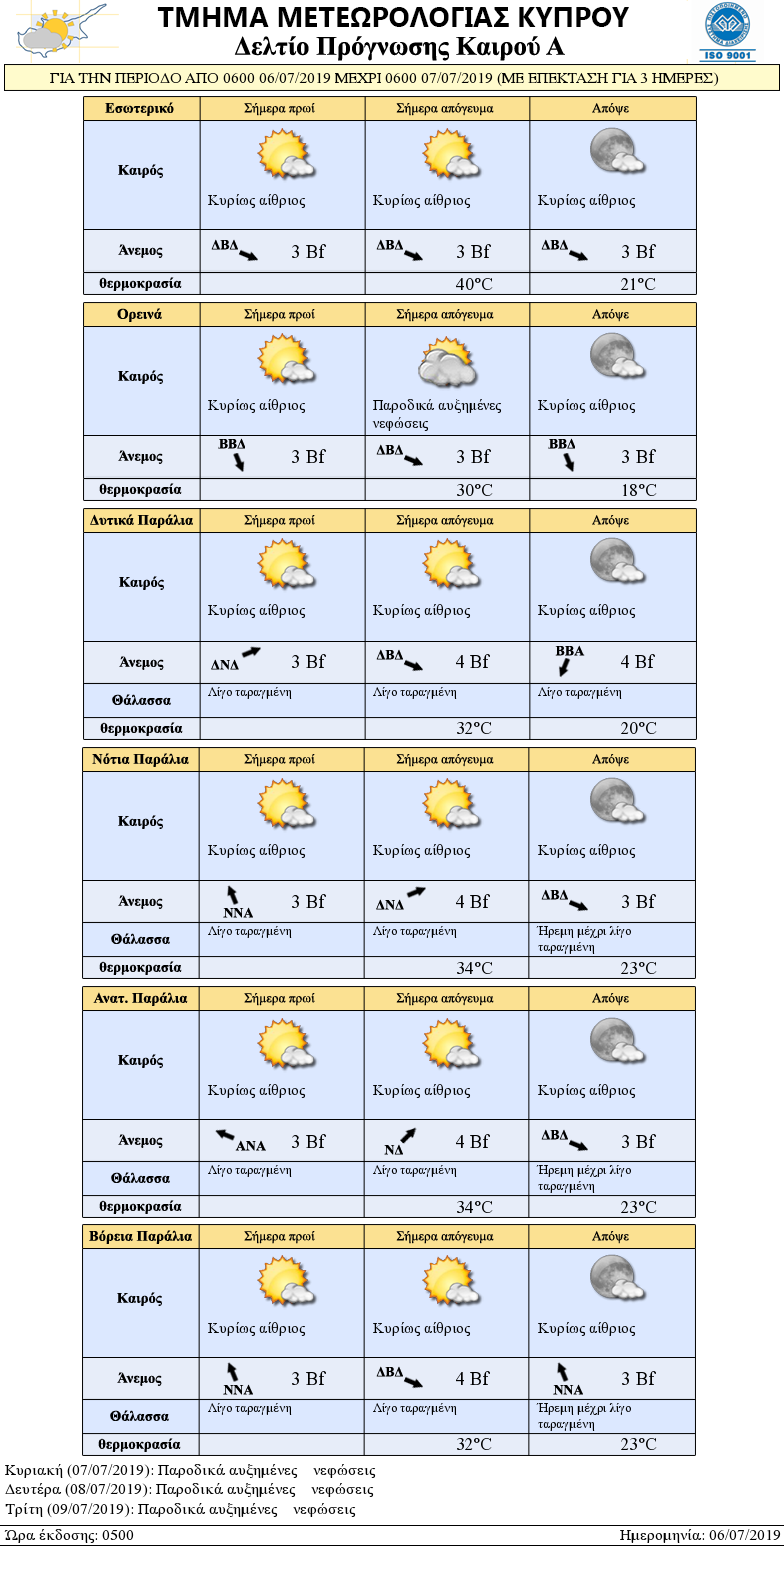 ΤΜΗΜΑ ΜΕΤΕΩΡΟΛΟΓΙΑΣ ΚΥΠΡΟΥ
Δελτίο Πρόγνωσης Καιρού Α
ISO 9001
ΓΙΑ ΤΗΝ ΠΕΡΙΟΔΟ ΑΠΟ 0600 06/07/2019 ΜΕΧΡΙ 0600 07/07/2019 (ΜΕ ΕΠΕΚΤΑΣΗ ΓΙΑ 3 ΗΜΕΡΕΣ)
Εσωτερικό Σήμερα πρωί Σήμερα απόγευμα Απόψε
Καιρός
Κυρίως αίθριος Κυρίως αίθριος Κυρίως αίθριος
Άνεμος ΔΒΔ 3 Bf ΔΒΔ 3 Bf ΔΒΔ 3 Bf
θερμοκρασία 40°C 21°C
Ορεινά Σήμερα πρωί Σήμερα απόγευμα Απόψε
Καιρός
Κυρίως αίθριος Παροδικά αυξημένες Κυρίως αίθριος
νεφώσεις
Άνεμος ΒΒΔ 3 Bf ΔΒΔ 3 Bf ΒΒΔ 3 Bf
θερμοκρασία 30°C 18°C
Δυτικά Παράλια Σήμερα πρωί Σήμερα απόγευμα Απόψε
Καιρός
Κυρίως αίθριος Κυρίως αίθριος Κυρίως αίθριος
Άνεμος ΔΝΔ 3 Bf ΔΒΔ 4 Bf ΒΒΑ 4 Bf
Θάλασσα Λίγο ταραγμένη Λίγο ταραγμένη Λίγο ταραγμένη
θερμοκρασία 32°C 20°C
Νότια Παράλια Σήμερα πρωί Σήμερα απόγευμα Απόψε
Καιρός
Κυρίως αίθριος Κυρίως αίθριος Κυρίως αίθριος
Άνεμος ΝΝΑ 3 Bf ΔΝΔ 4 Bf ΔΒΔ 3 Bf
Θάλασσα Λίγο ταραγμένη Λίγο ταραγμένη Ήρεμη μέχρι λίγο
ταραγμένη
θερμοκρασία 34°C 23°C
Ανατ. Παράλια Σήμερα πρωί Σήμερα απόγευμα Απόψε
Καιρός
Κυρίως αίθριος Κυρίως αίθριος Κυρίως αίθριος
Άνεμος ΑΝΑ 3 Bf ΝΔ 4 Bf ΔΒΔ 3 Bf
Θάλασσα Λίγο ταραγμένη Λίγο ταραγμένη Ήρεμη μέχρι λίγο
ταραγμένη
θερμοκρασία 34°C 23°C
Βόρεια Παράλια Σήμερα πρωί Σήμερα απόγευμα Απόψε
Καιρός
Κυρίως αίθριος Κυρίως αίθριος Κυρίως αίθριος
Άνεμος ΝΝΑ 3 Bf ΔΒΔ 4 Bf ΝΝΑ 3 Bf
Θάλασσα Λίγο ταραγμένη Λίγο ταραγμένη Ήρεμη μέχρι λίγο
ταραγμένη
θερμοκρασία 32°C 23°C
Κυριακή (07/07/2019): Παροδικά αυξημένες νεφώσεις
Δευτέρα (08/07/2019): Παροδικά αυξημένες νεφώσεις
Τρίτη (09/07/2019): Παροδικά αυξημένες νεφώσεις
Ώρα έκδοσης: 0500 Ημερομηνία: 06/07/2019